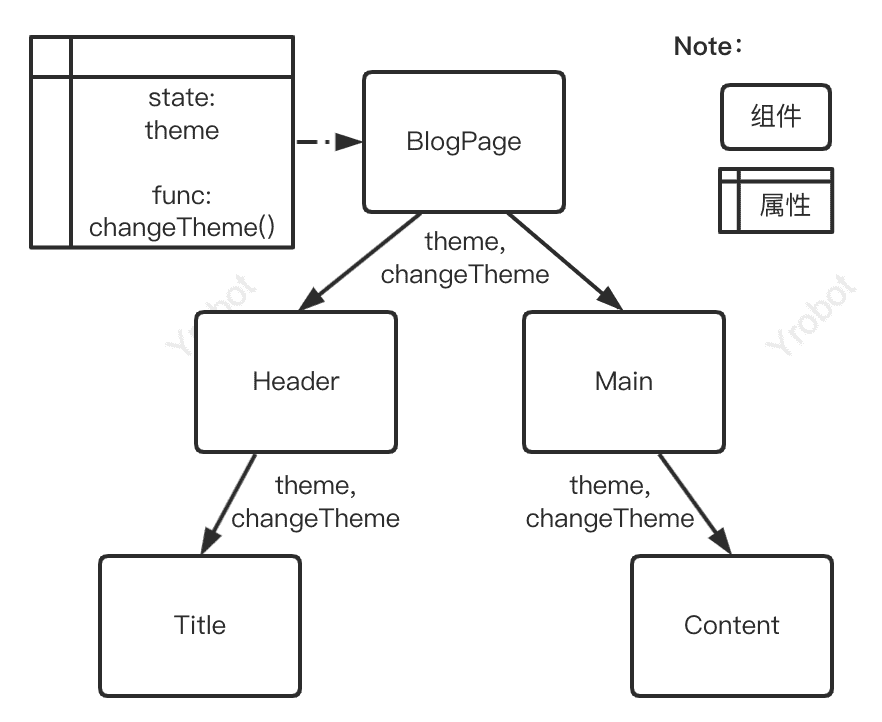 Note：
state:
theme
func:
changeTheme()
BlogPage
组件
属性
theme,
changeTheme
Yrobot
Yrobot
Header
Main
theme,
changeTheme
theme,
changeTheme
Title
Content